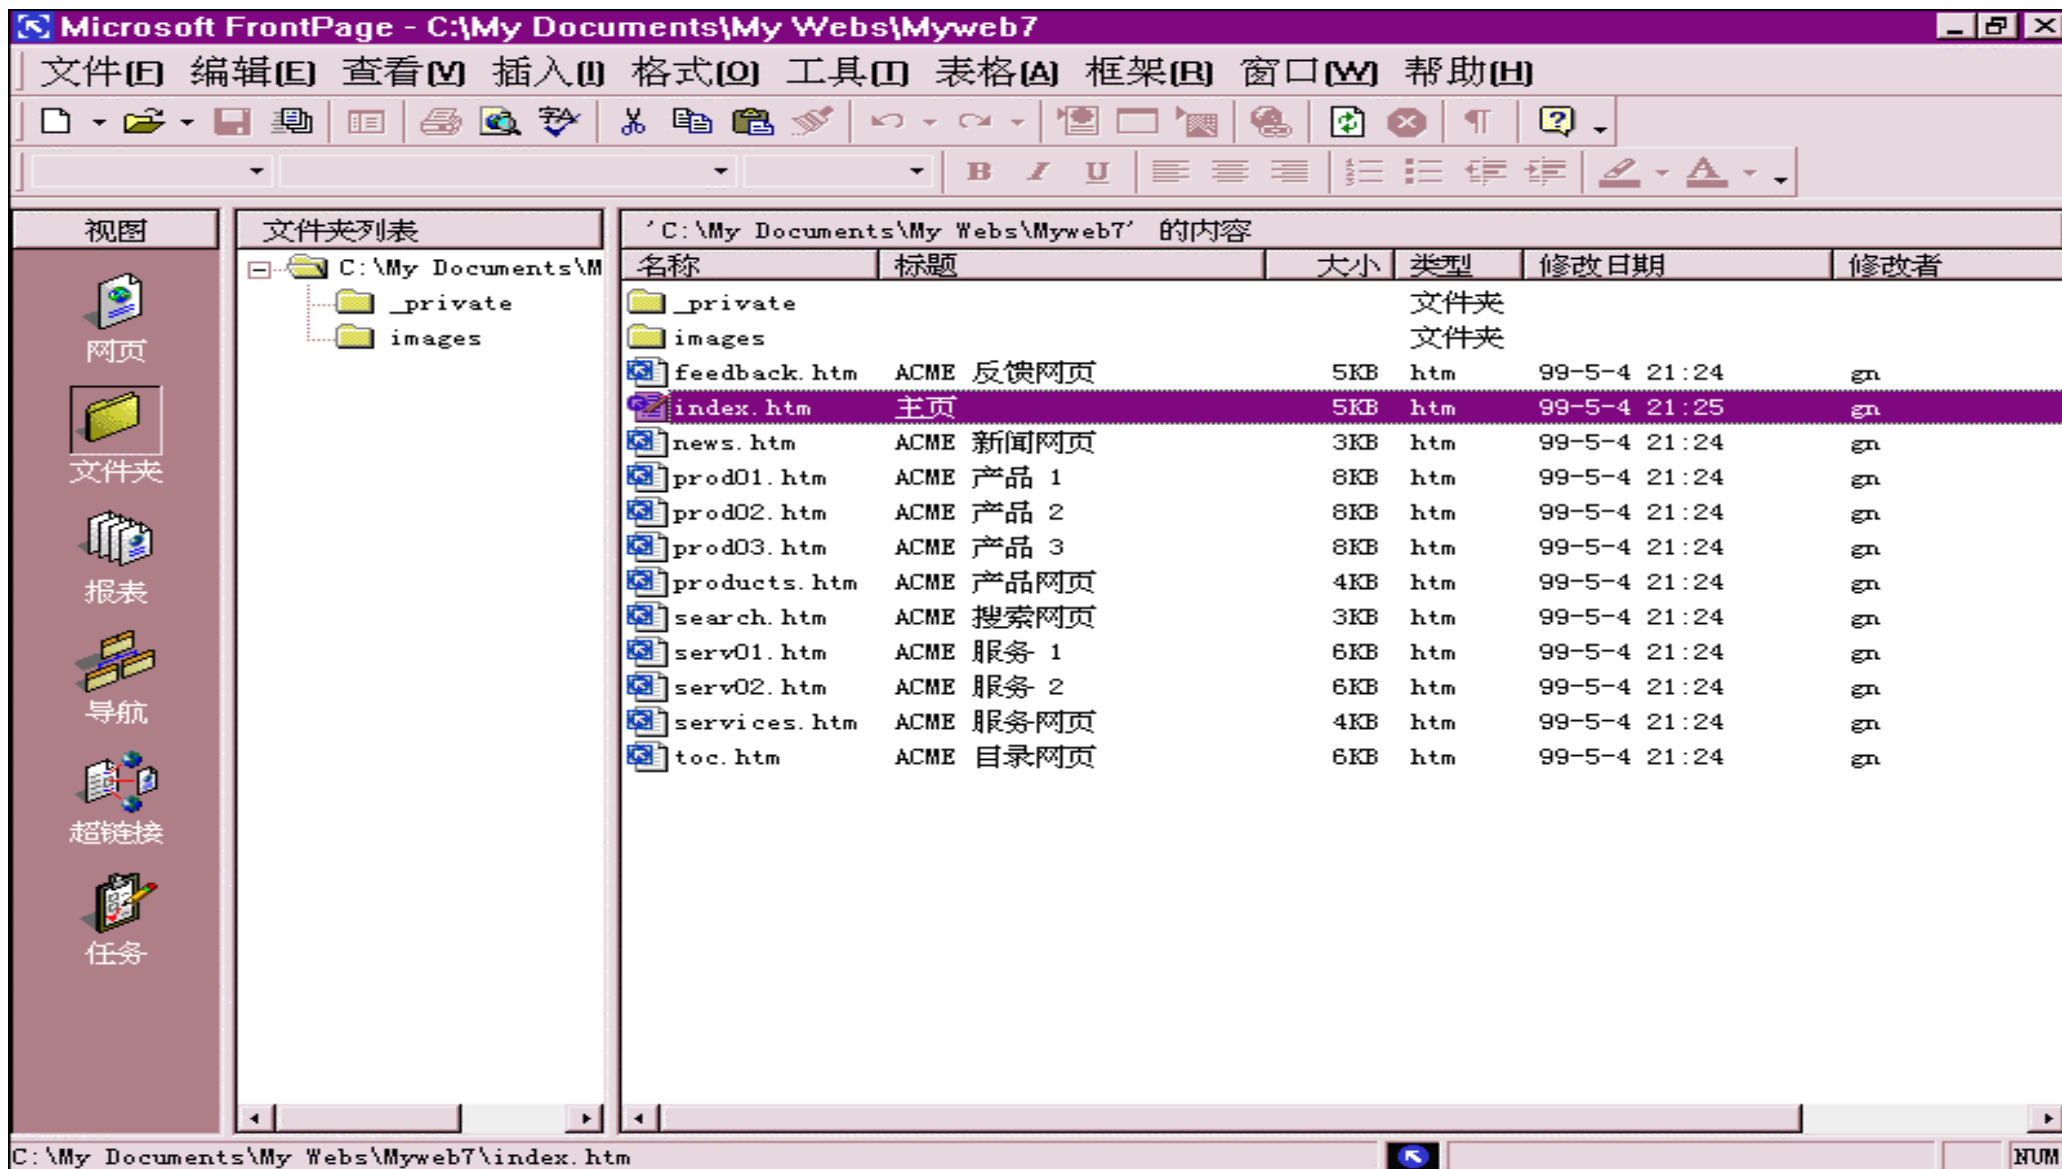 Microsoft FrontPage - C:\My Documents\My Webs\Myweb7
文件(F) 编辑(E) 查看(V) 插入(I) 格式(O) 工具(T) 表格(A) 框架(R) 窗口(W) 帮助(H)
B I U A
视图 文件夹列表 'C:\My Documents\My Webs\Myweb7' 的内容
C:\My Documents\M 名称 标题 大小 类型 修改日期 修改者
_private _private 文件夹
images images 文件夹
网页
feedback.htm ACME 反馈网页 5KB htm 99-5-4 21:24 gn
index.htm 主页 5KB htm 99-5-4 21:25 gn
news.htm ACME 新闻网页 3KB htm 99-5-4 21:24 gn
文件夹
prod01.htm ACME 产品 1 8KB htm 99-5-4 21:24 gn
prod02.htm ACME 产品 2 8KB htm 99-5-4 21:24 gn
prod03.htm ACME 产品 3 8KB htm 99-5-4 21:24 gn
products.htm ACME 产品网页 4KB htm 99-5-4 21:24 gn
报表
search.htm ACME 搜索网页 3KB htm 99-5-4 21:24 gn
serv01.htm ACME 服务 1 6KB htm 99-5-4 21:24 gn
serv02.htm ACME 服务 2 6KB htm 99-5-4 21:24 gn
导航
services.htm ACME 服务网页 4KB htm 99-5-4 21:24 gn
toc.htm ACME 目录网页 6KB htm 99-5-4 21:24 gn
超链接
任务
C:\My Documents\My Webs\Myweb7\index.htm NUM